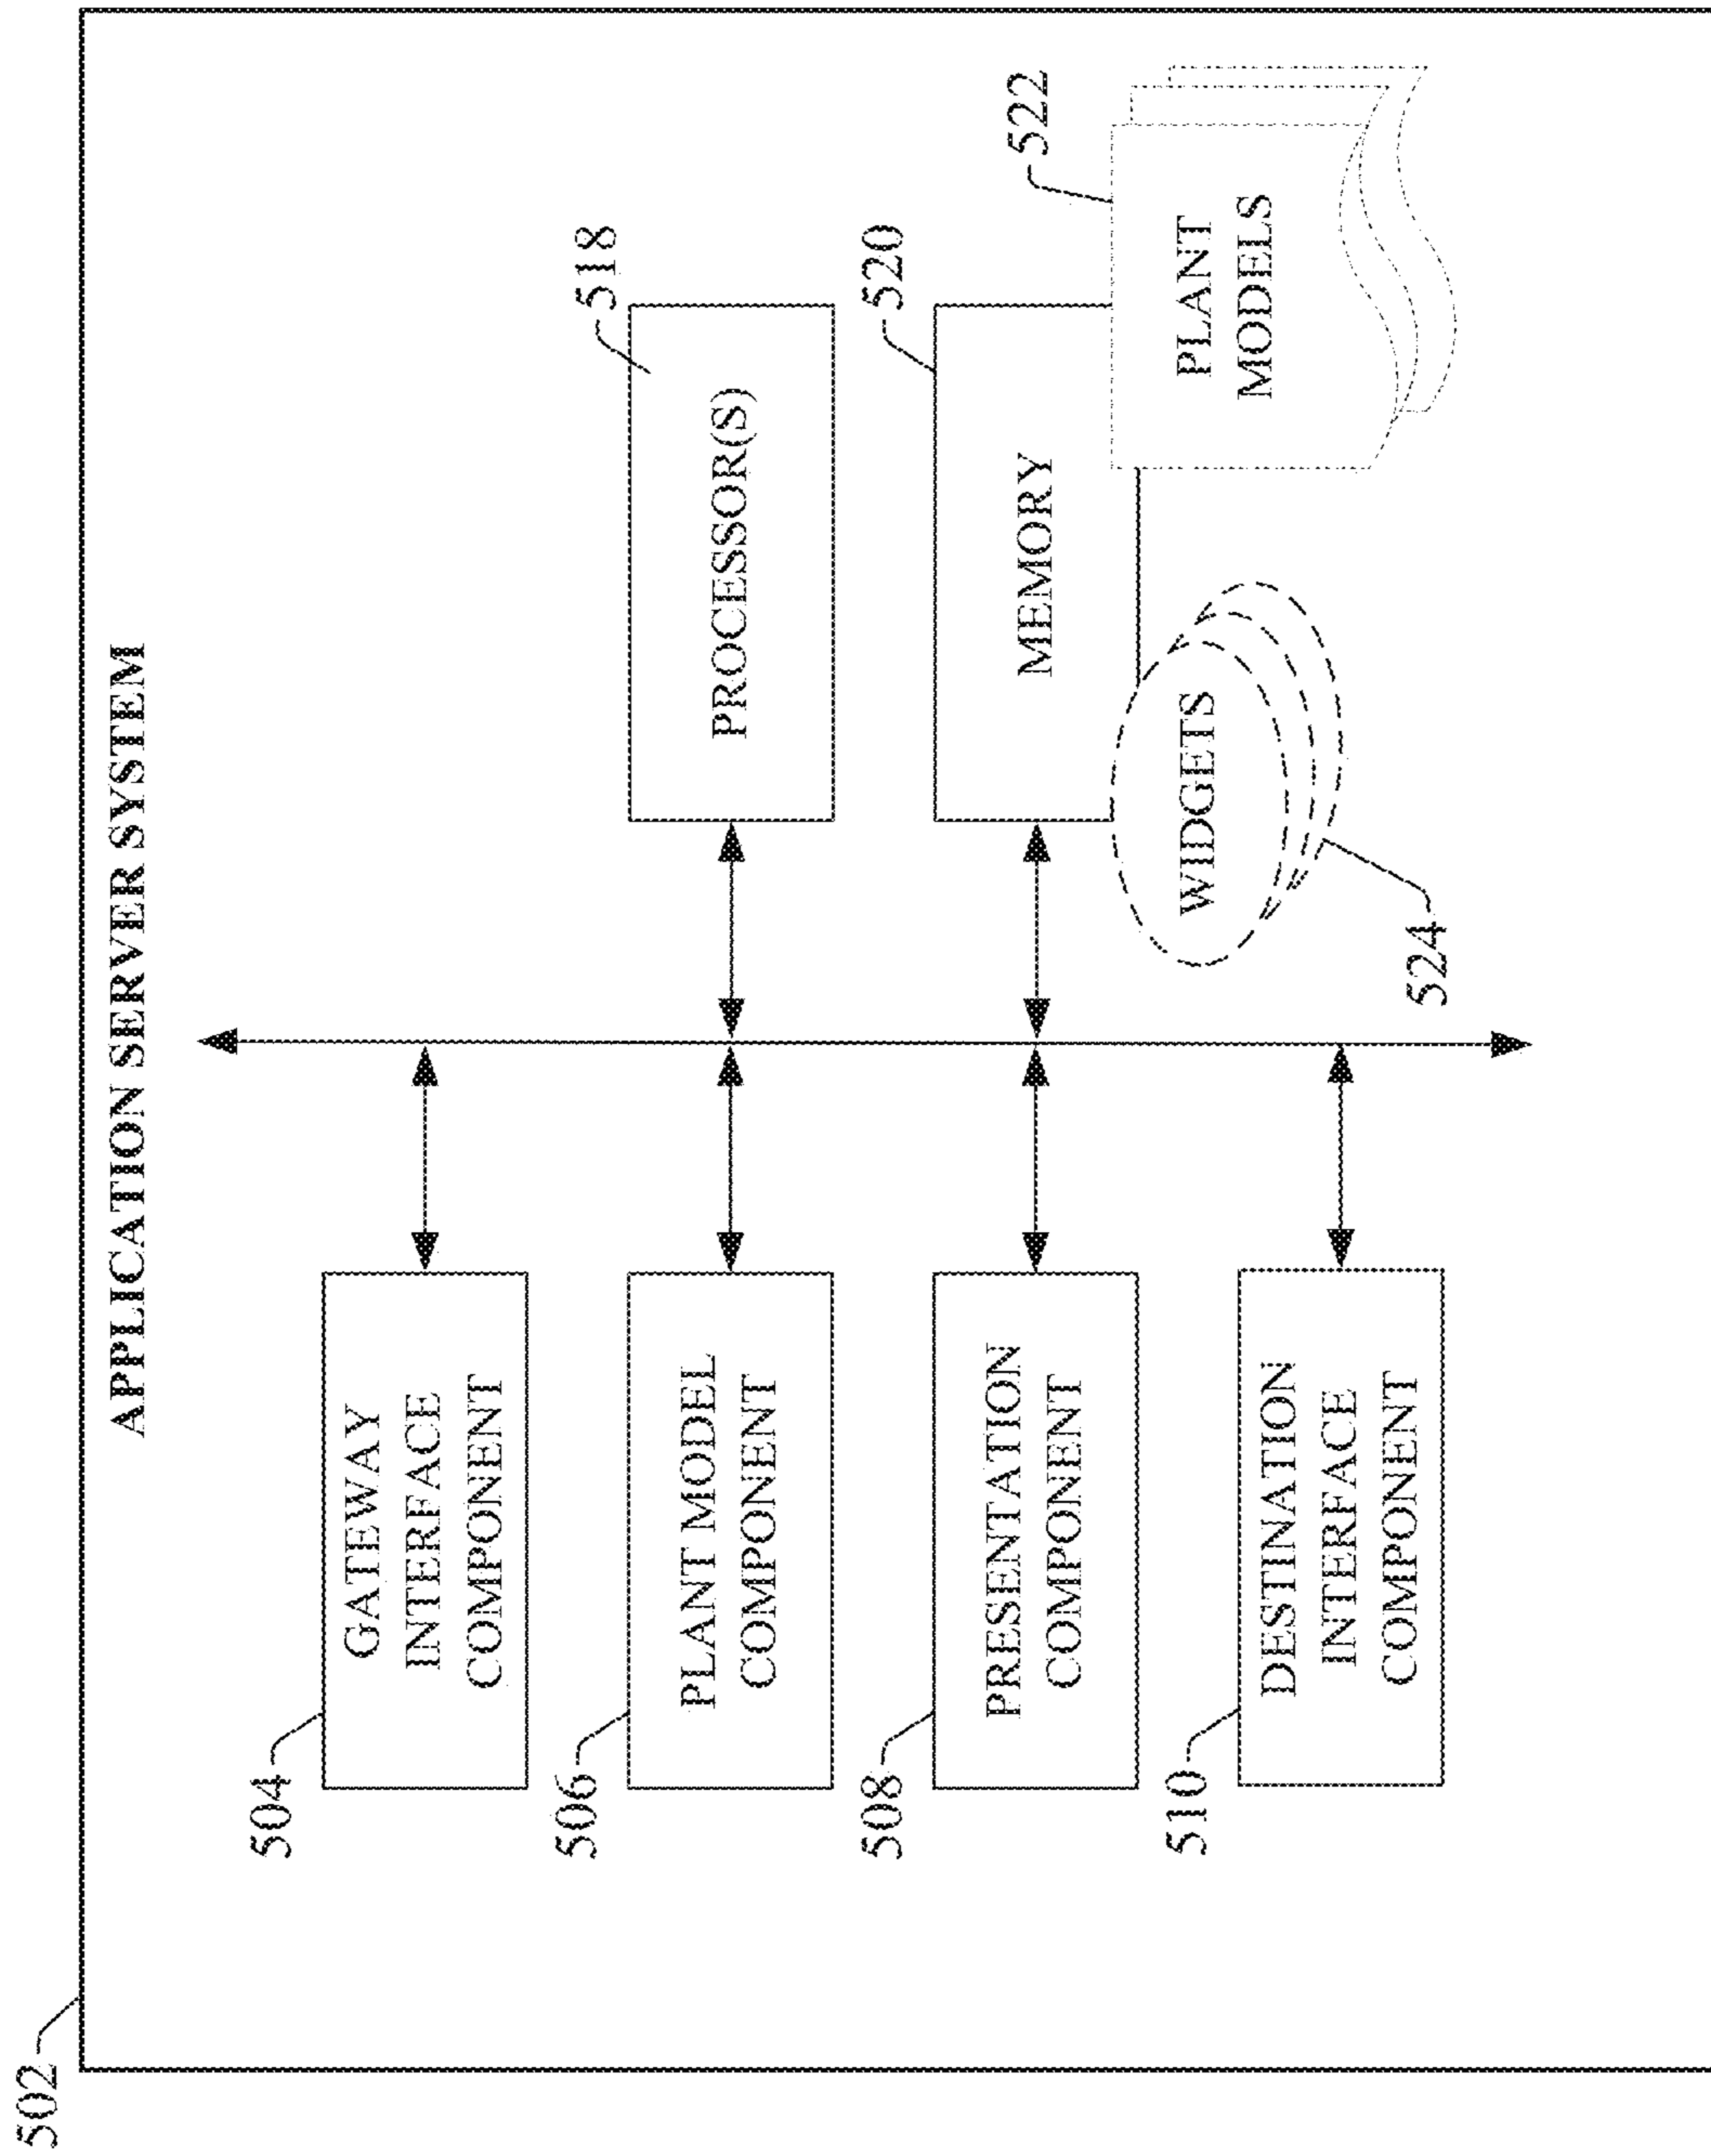 502
APPLICATION SERVER SYSTEM
504
GATEWAY
INTERFACE
COMPONENT
506
PLANT MODEL
COMPONENT
508
PRESENTATION
COMPONENT
510
DESTINATION
INTERFACE
COMPONENT
518
PROCESSOR(S)
520
MEMORY
522
PLANT
MODELS
WIDGETS
524